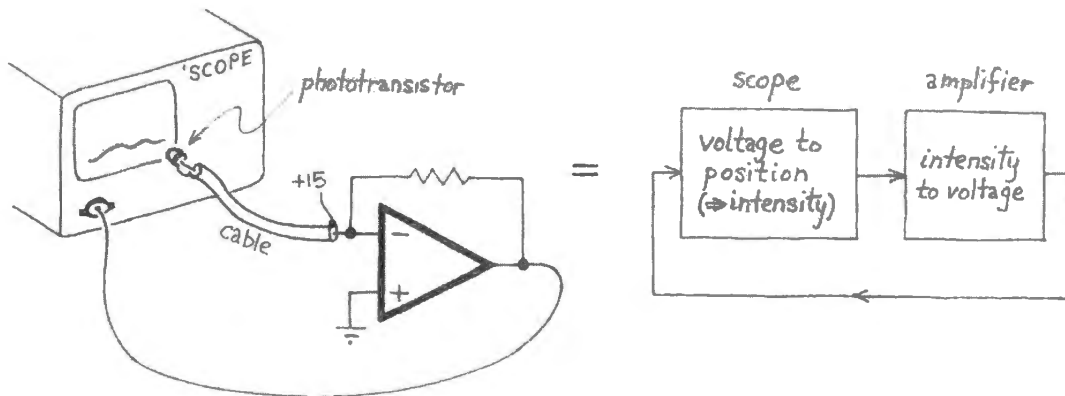 'SCOPE
phototransistor
+15
cable
−
+
=
scope
voltage to
position
(⇒intensity)
amplifier
intensity
to voltage